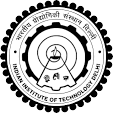 भारतीय प्रौद्योगिकी संस्थान दिल्ली
INDIAN INSTITUTE OF TECHNOLOGY DELHI